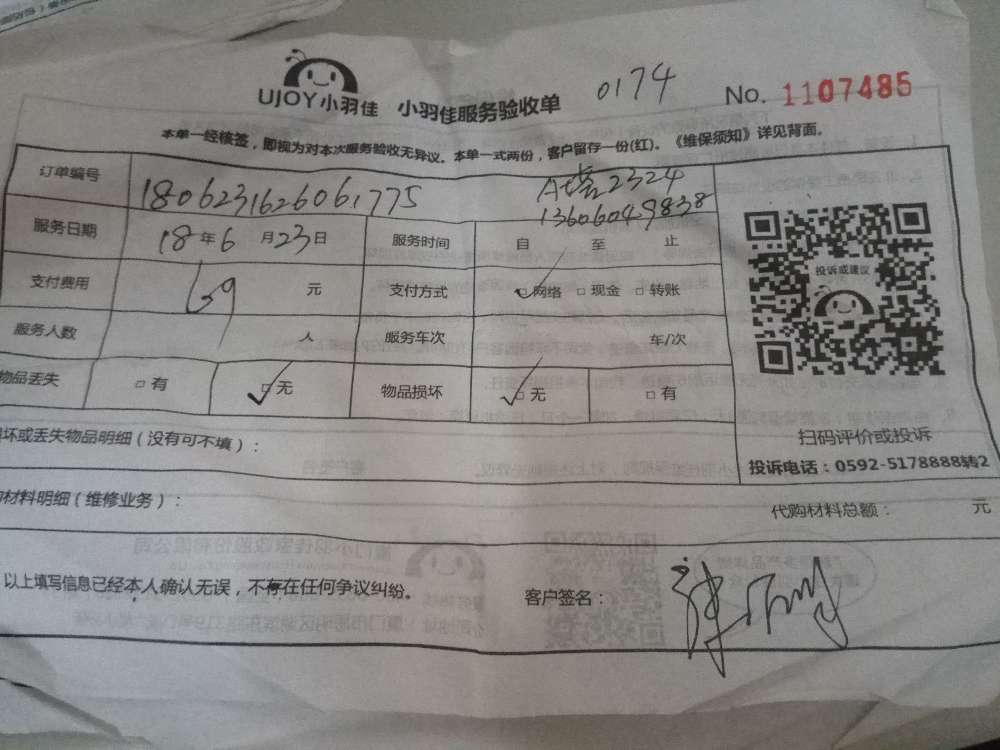 UJOY小羽佳 小羽佳服务验收单 0174 No. 1107485
本单一经核签，即视为对本次服务验收无异议。本单一式两份，客户留存一份(红)。《维保须知》详见背面。
订单编号 1806231626061775 A塔2324
13606049838
服务日期 18年6月23日 服务时间 自 至 止
支付费用 69 元 支付方式 ☑网络 □现金 □转账
服务人数 人 服务车次 年/次
物品丢失 □有 ☑无 物品损坏 ☑无 □有
投诉或建议
扫码评价或投诉
投诉电话：0592-5178888转2
坏或丢失物品明细（没有可不填）：
材料明细（维修业务）： 代购材料总额： 元
以上填写信息已经本人确认无误，不存在任何争议纠纷。 客户签名：